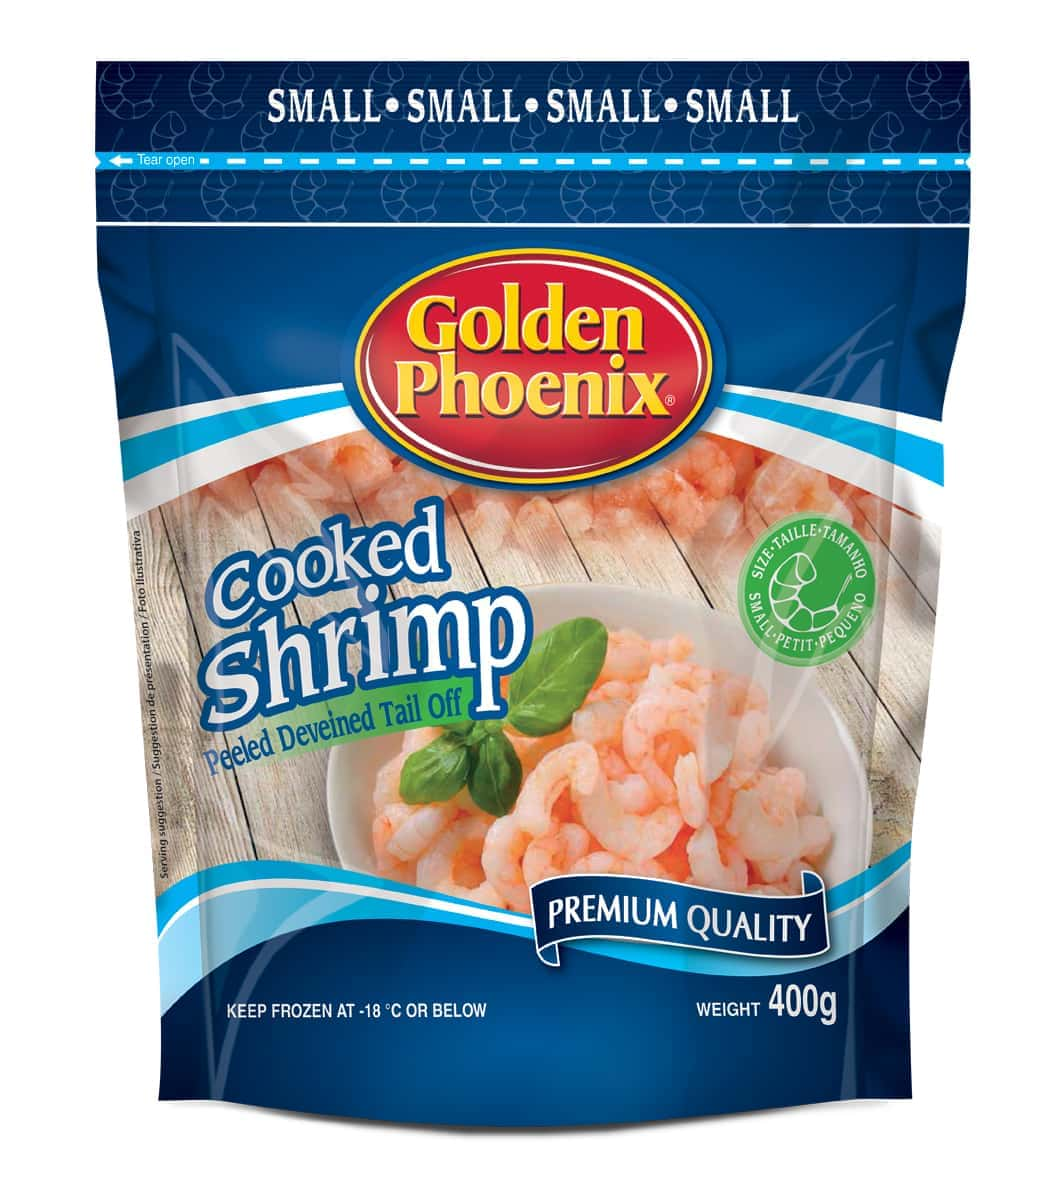 SMALL•SMALL•SMALL•SMALL
Tear open
Golden
Phoenix®
Cooked
Shrimp
Peeled Deveined Tail Off
SIZE•TAILLE•TAMANHO
SMALL•PETIT•PEQUENO
Serving suggestion / Suggestion de présentation / Foto Ilustrativa
PREMIUM QUALITY
KEEP FROZEN AT -18 °C OR BELOW
WEIGHT 400g